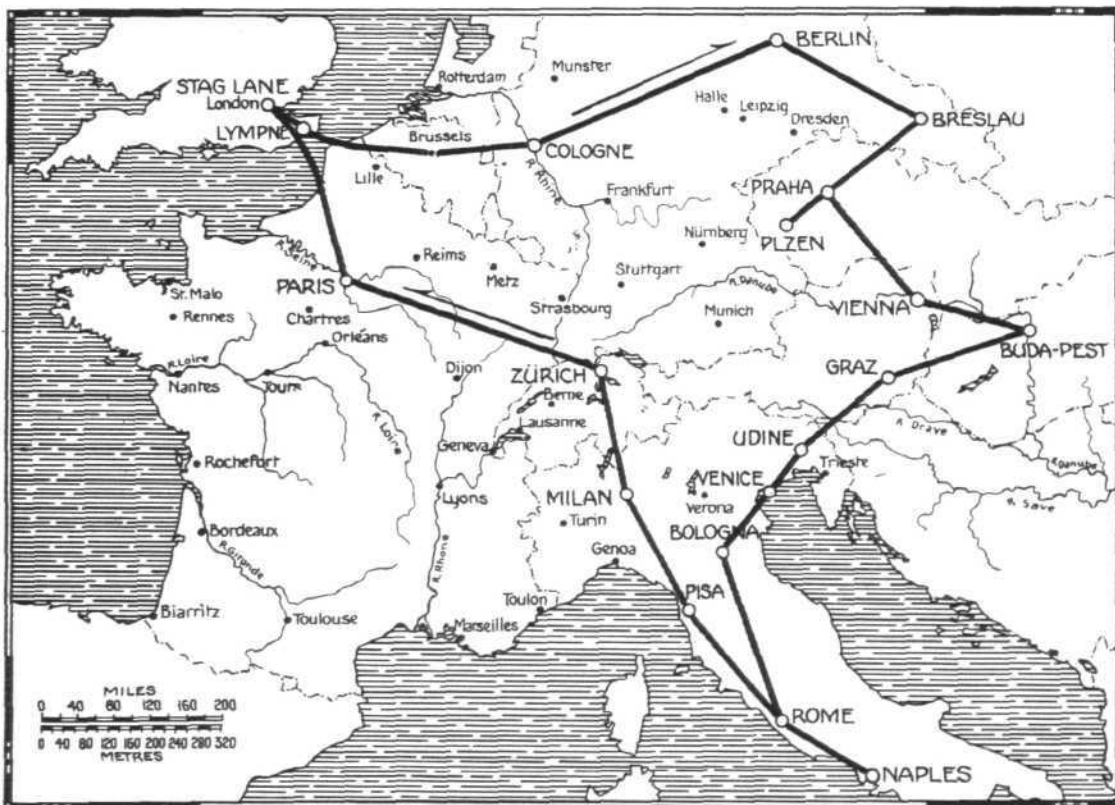 BERLIN
Rotterdam
Munster
STAG LANE
London
Halle
Leipzig
Dresden
BRESLAU
LYMPNE
Brussels
COLOGNE
Lille
R. Rhine
Frankfurt
PRAHA
PLZEN
Nürnberg
R. Seine
Reims
Metz
Stuttgart
R. Danube
PARIS
St. Malo
Rennes
Chartres
Strasbourg
Munich
VIENNA
Orléans
BUDA-PEST
R. Loire
Nantes
Tours
Dijon
ZÜRICH
GRAZ
Berne
R. Loire
Lausanne
Geneva
UDINE
R. Drave
R. Danube
Rochefort
Trieste
Lyons
MILAN
VENICE
Verona
R. Save
Bordeaux
Turin
BOLOGNA
R. Gironde
R. Rhone
Genoa
Biarritz
Toulouse
Toulon
PISA
Marseilles
MILES
0 40 80 120 160 200
0 40 80 120 160 200 240 280 320
METRES
ROME
NAPLES